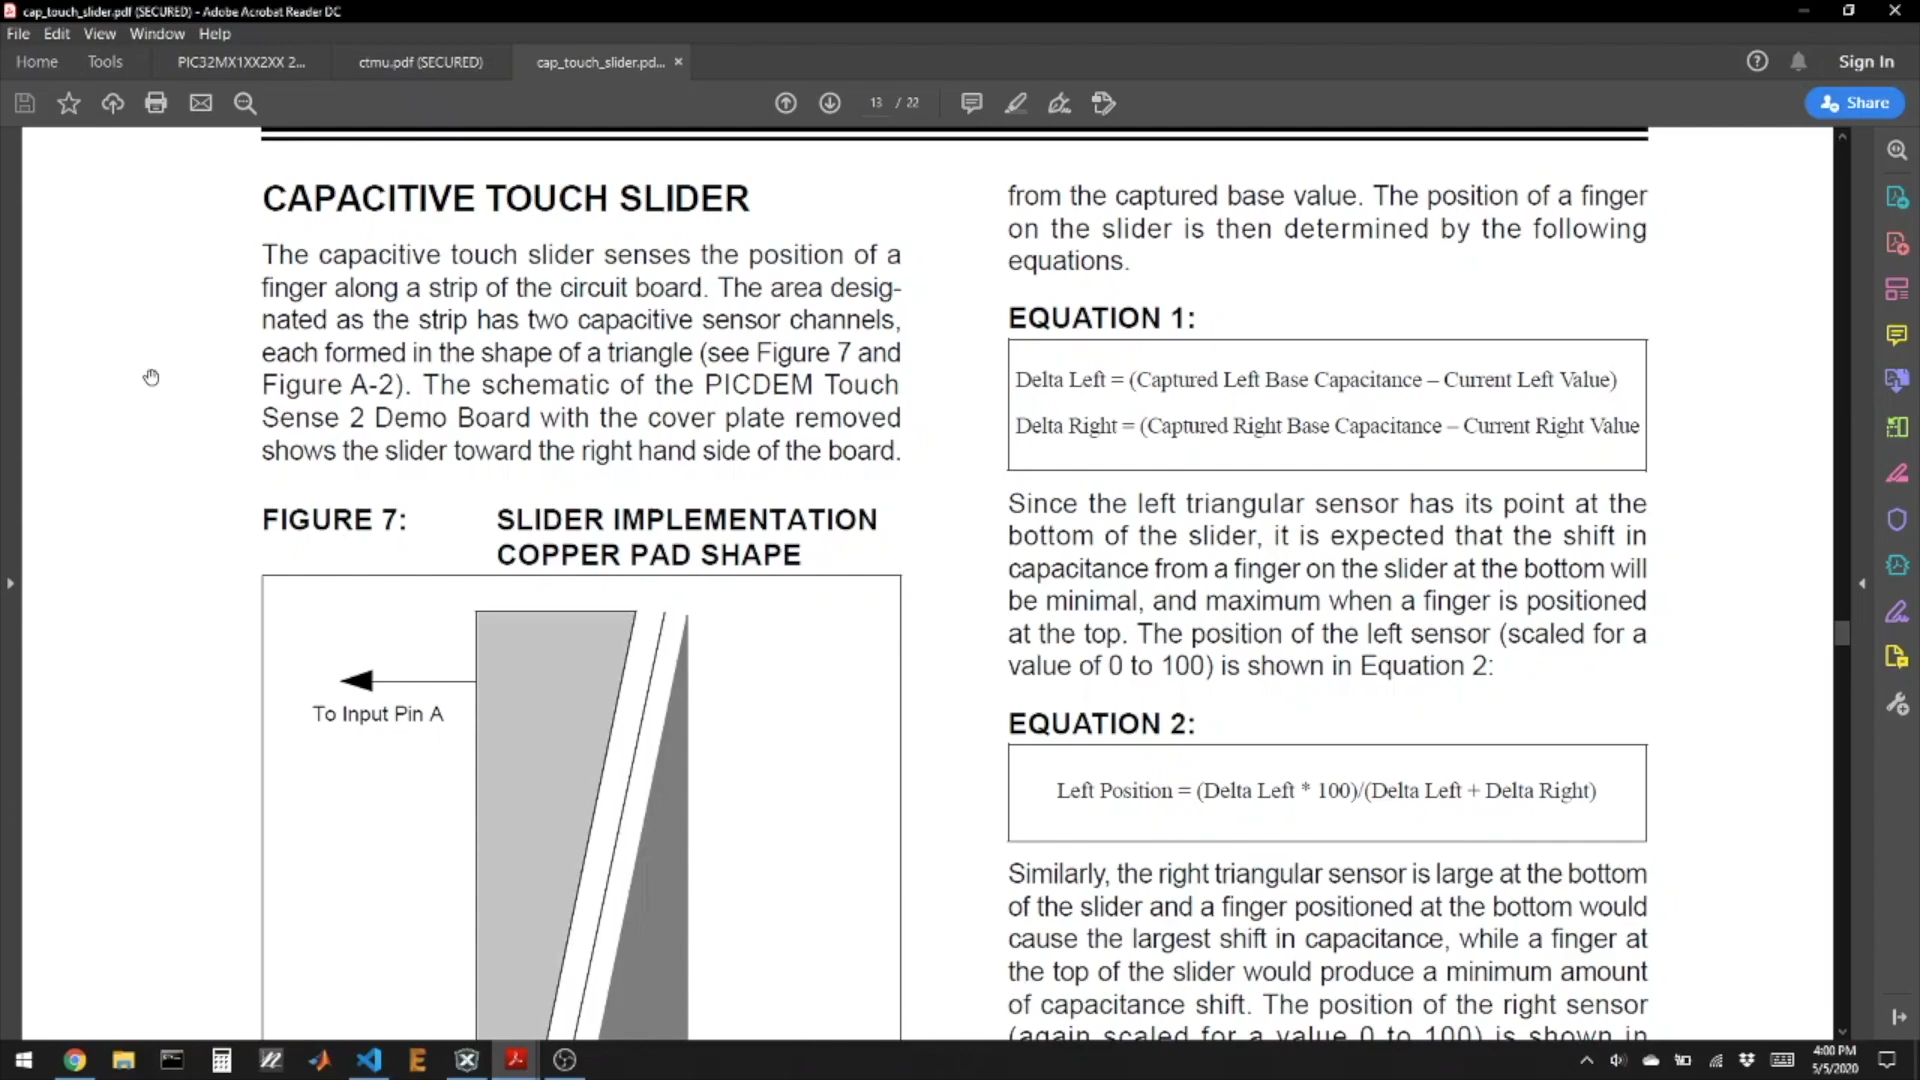 cap_touch_slider.pdf (SECURED) - Adobe Acrobat Reader DC
File Edit View Window Help
Home Tools PIC32MX1XX2XX 2... ctmu.pdf (SECURED) cap_touch_slider.pd... × Sign In
13 / 22 Share
CAPACITIVE TOUCH SLIDER
The capacitive touch slider senses the position of a
finger along a strip of the circuit board. The area desig-
nated as the strip has two capacitive sensor channels,
each formed in the shape of a triangle (see Figure 7 and
Figure A-2). The schematic of the PICDEM Touch
Sense 2 Demo Board with the cover plate removed
shows the slider toward the right hand side of the board.
FIGURE 7: SLIDER IMPLEMENTATION
COPPER PAD SHAPE
To Input Pin A
from the captured base value. The position of a finger
on the slider is then determined by the following
equations.
EQUATION 1:
Delta Left = (Captured Left Base Capacitance – Current Left Value)
Delta Right = (Captured Right Base Capacitance – Current Right Value
Since the left triangular sensor has its point at the
bottom of the slider, it is expected that the shift in
capacitance from a finger on the slider at the bottom will
be minimal, and maximum when a finger is positioned
at the top. The position of the left sensor (scaled for a
value of 0 to 100) is shown in Equation 2:
EQUATION 2:
Left Position = (Delta Left * 100)/(Delta Left + Delta Right)
Similarly, the right triangular sensor is large at the bottom
of the slider and a finger positioned at the bottom would
cause the largest shift in capacitance, while a finger at
the top of the slider would produce a minimum amount
of capacitance shift. The position of the right sensor
(again scaled for a value 0 to 100) is shown in
4:00 PM
5/5/2020